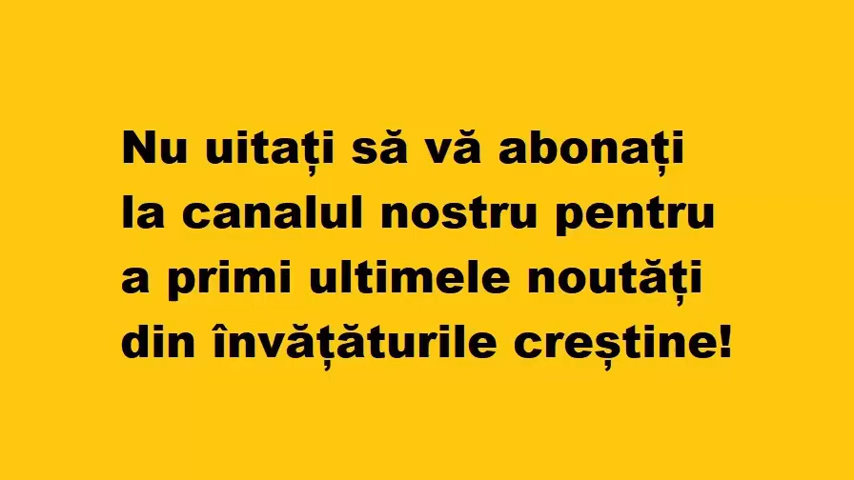 Nu uitați să vă abonați
la canalul nostru pentru
a primi ultimele noutăți
din învățăturile creștine!